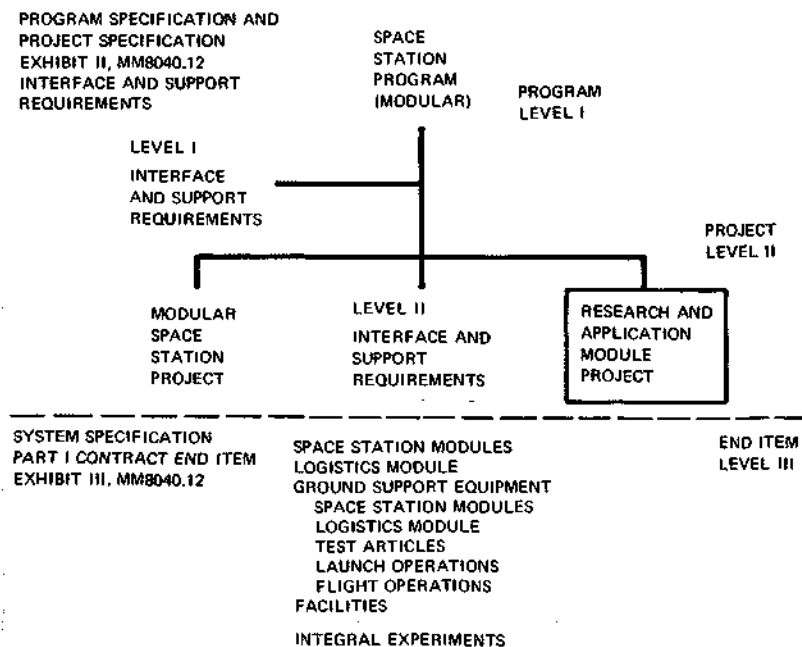 PROGRAM SPECIFICATION AND
PROJECT SPECIFICATION
EXHIBIT II, MM8040.12
INTERFACE AND SUPPORT
REQUIREMENTS
SPACE
STATION
PROGRAM
(MODULAR)
PROGRAM
LEVEL I
LEVEL I
INTERFACE
AND SUPPORT
REQUIREMENTS
PROJECT
LEVEL II
MODULAR
SPACE
STATION
PROJECT
LEVEL II
INTERFACE AND
SUPPORT
REQUIREMENTS
RESEARCH AND
APPLICATION
MODULE
PROJECT
SYSTEM SPECIFICATION
PART I CONTRACT END ITEM
EXHIBIT III, MM8040.12
SPACE STATION MODULES
LOGISTICS MODULE
GROUND SUPPORT EQUIPMENT
SPACE STATION MODULES
LOGISTICS MODULE
TEST ARTICLES
LAUNCH OPERATIONS
FLIGHT OPERATIONS
FACILITIES
INTEGRAL EXPERIMENTS
END ITEM
LEVEL III